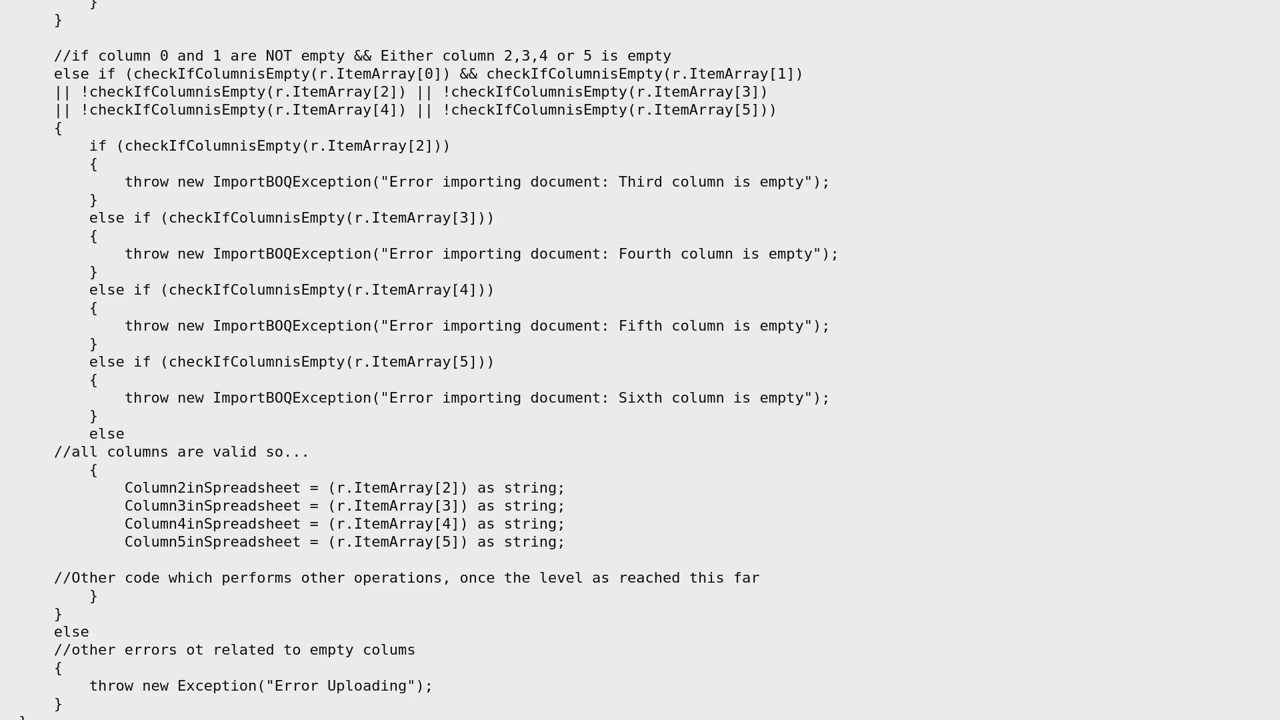 }
    }

    //if column 0 and 1 are NOT empty && Either column 2,3,4 or 5 is empty
    else if (checkIfColumnisEmpty(r.ItemArray[0]) && checkIfColumnisEmpty(r.ItemArray[1])
    || !checkIfColumnisEmpty(r.ItemArray[2]) || !checkIfColumnisEmpty(r.ItemArray[3])
    || !checkIfColumnisEmpty(r.ItemArray[4]) || !checkIfColumnisEmpty(r.ItemArray[5]))
    {
        if (checkIfColumnisEmpty(r.ItemArray[2]))
        {
            throw new ImportBOQException("Error importing document: Third column is empty");
        }
        else if (checkIfColumnisEmpty(r.ItemArray[3]))
        {
            throw new ImportBOQException("Error importing document: Fourth column is empty");
        }
        else if (checkIfColumnisEmpty(r.ItemArray[4]))
        {
            throw new ImportBOQException("Error importing document: Fifth column is empty");
        }
        else if (checkIfColumnisEmpty(r.ItemArray[5]))
        {
            throw new ImportBOQException("Error importing document: Sixth column is empty");
        }
        else
    //all columns are valid so...
        {
            Column2inSpreadsheet = (r.ItemArray[2]) as string;
            Column3inSpreadsheet = (r.ItemArray[3]) as string;
            Column4inSpreadsheet = (r.ItemArray[4]) as string;
            Column5inSpreadsheet = (r.ItemArray[5]) as string;

    //Other code which performs other operations, once the level as reached this far
        }
    }
    else
    //other errors ot related to empty colums
    {
        throw new Exception("Error Uploading");
    }
}